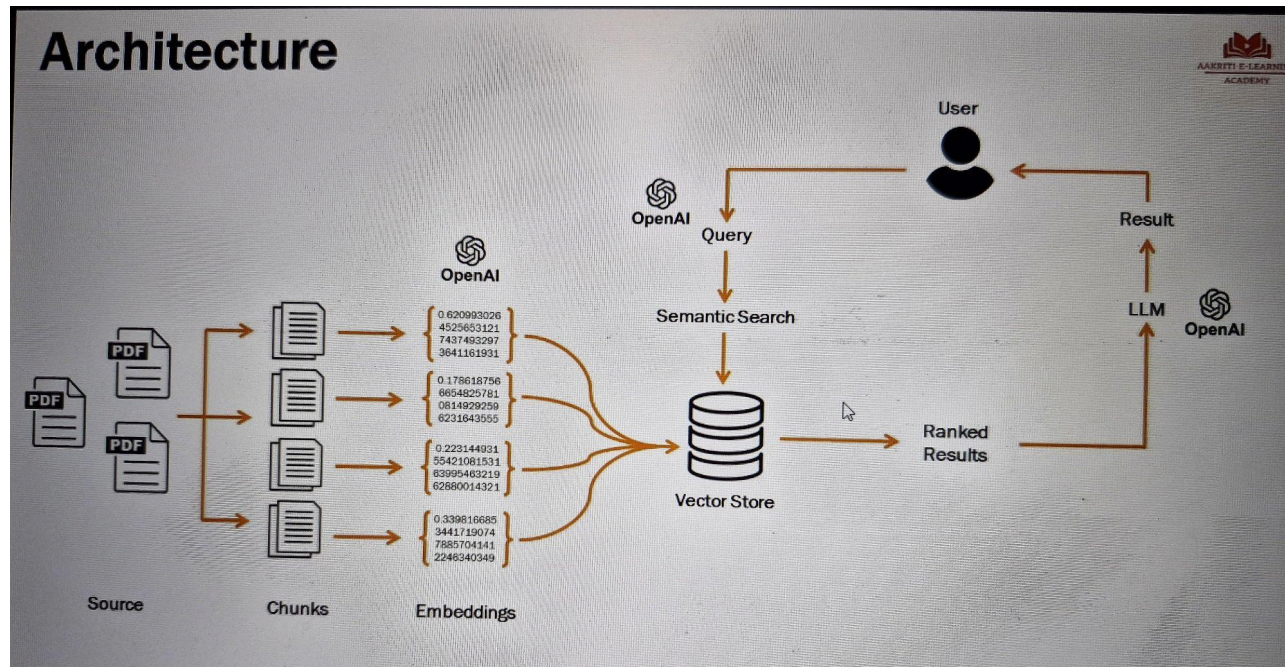 Architecture
AAKRITI E-LEARNIN
ACADEMY
User
OpenAI
Query
Result
OpenAI
Semantic Search
LLM
OpenAI
PDF
PDF
PDF
0.620993026
4525653121
7437493297
3641161931
0.178618756
6654825781
0814929259
6231643555
0.223144931
55421081531
63995463219
62880014321
0.339816685
3441719074
7885704141
2246340349
Vector Store
Ranked
Results
Source
Chunks
Embeddings